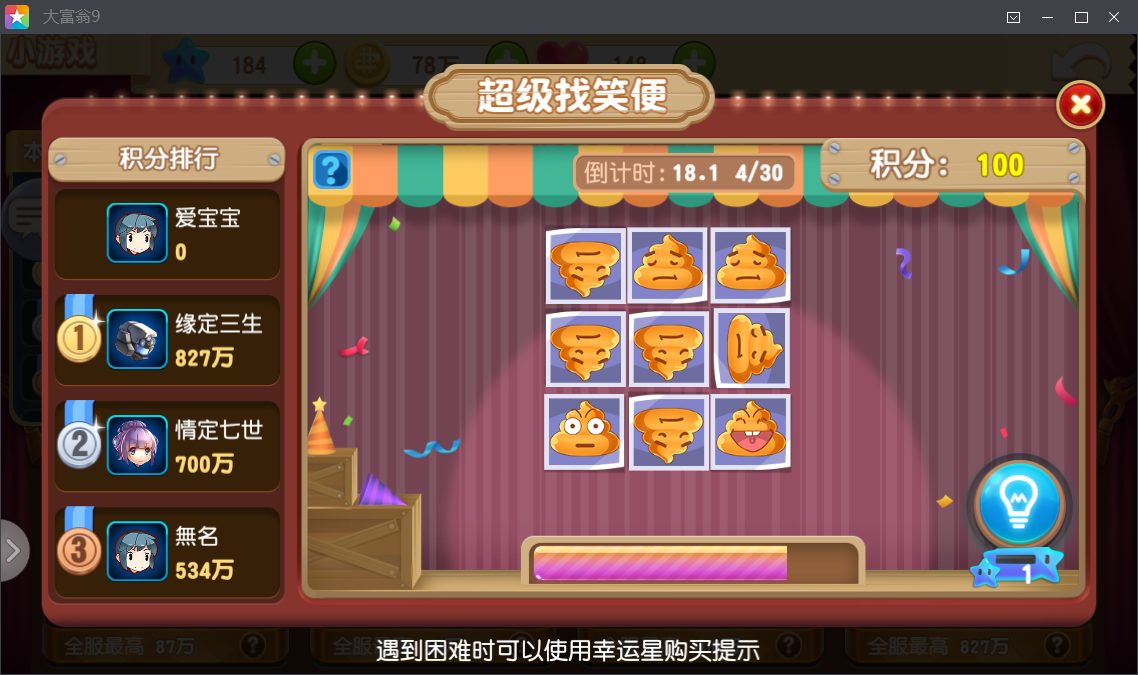 大富翁9
小游戏
184
78万
148
超级找笑便
积分排行
倒计时:18.1 4/30
积分: 100
爱宝宝
0
1
缘定三生
827万
2
情定七世
700万
3
無名
534万
1
全服最高 87万
全服最高 827万
遇到困难时可以使用幸运星购买提示